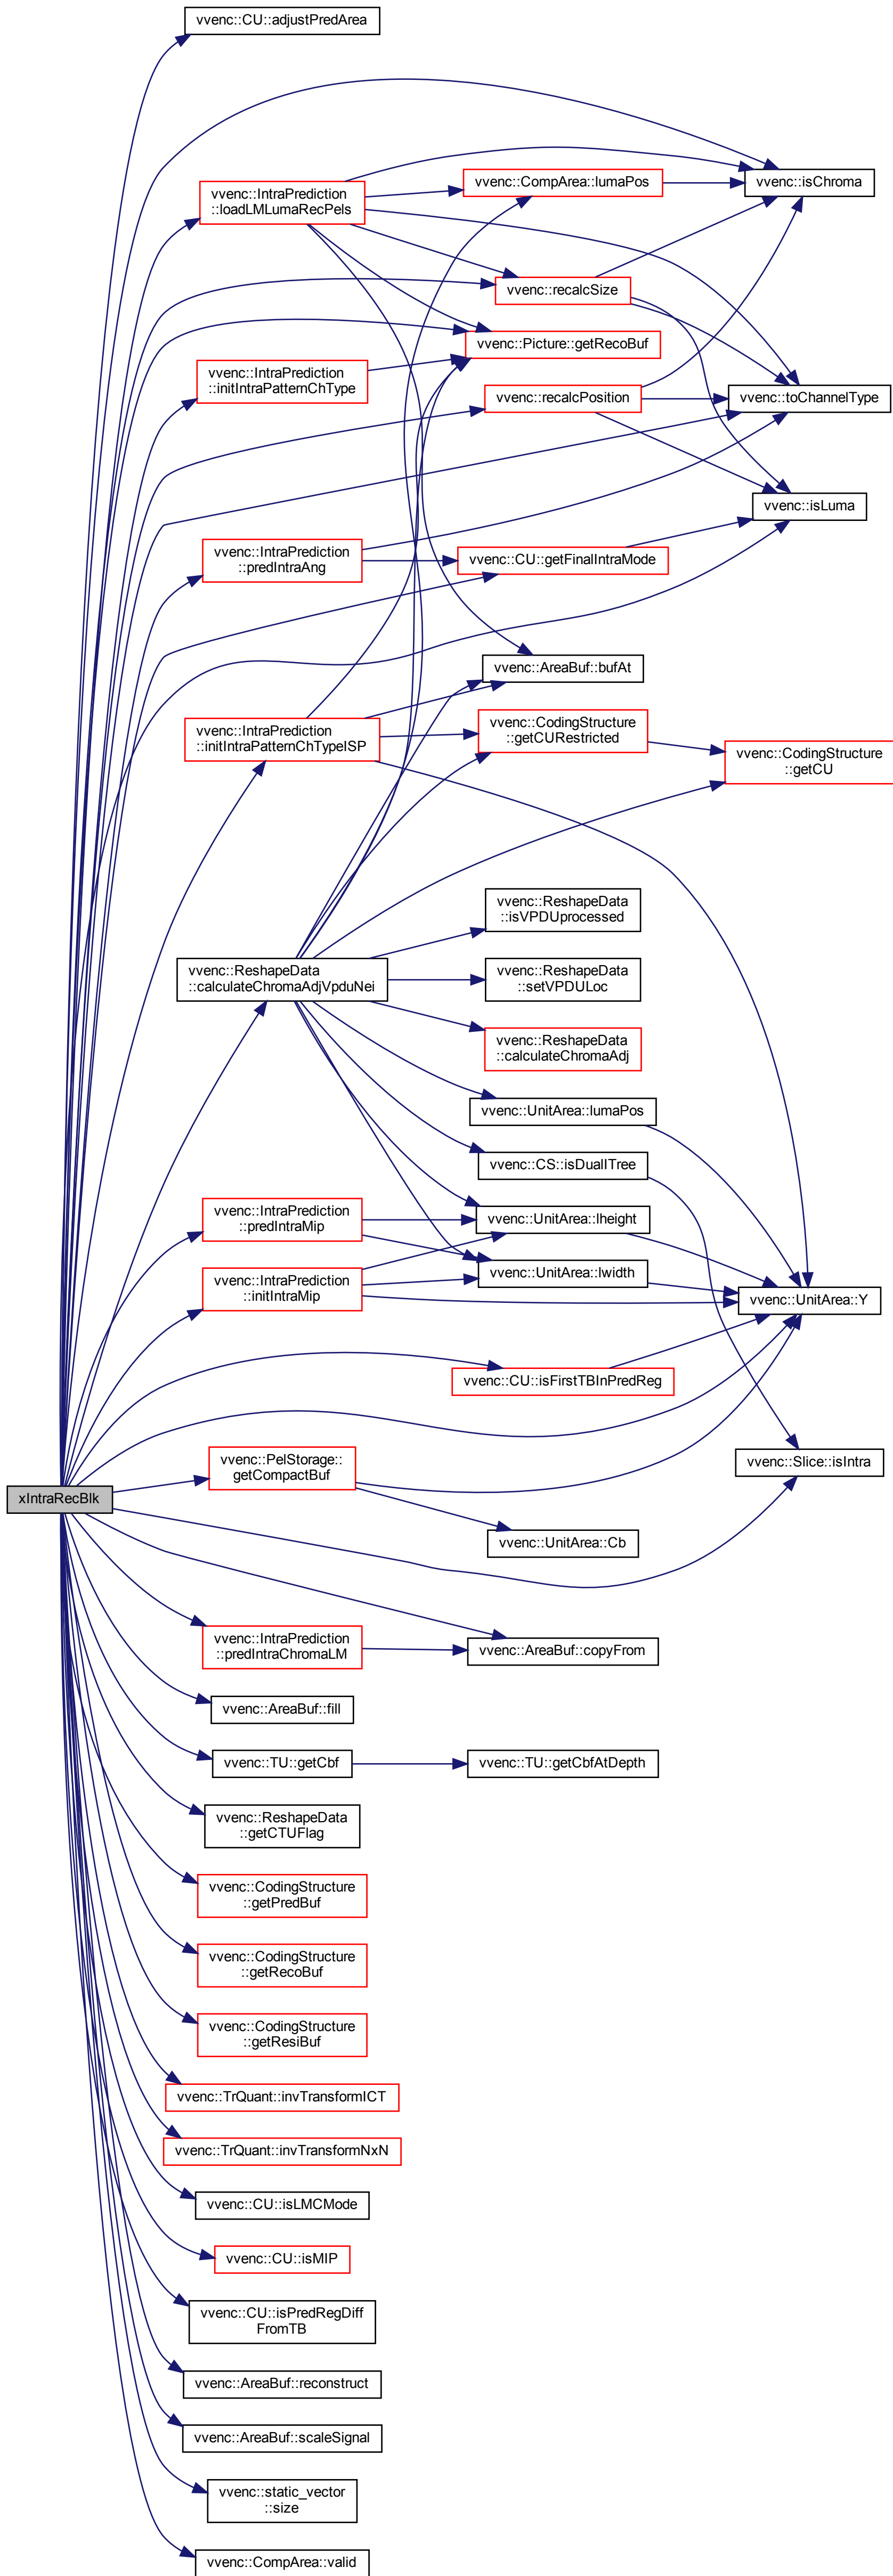 vvenc::CU::adjustPredArea
vvenc::isChroma
vvenc::IntraPrediction
::loadLMLumaRecPels
vvenc::CompArea::lumaPos
vvenc::recalcSize
vvenc::Picture::getRecoBuf
vvenc::IntraPrediction
::initIntraPatternChType
vvenc::recalcPosition
vvenc::toChannelType
vvenc::isLuma
vvenc::IntraPrediction
::predIntraAng
vvenc::CU::getFinalIntraMode
vvenc::AreaBuf::bufAt
vvenc::IntraPrediction
::initIntraPatternChTypeISP
vvenc::CodingStructure
::getCURestricted
vvenc::CodingStructure
::getCU
vvenc::ReshapeData
::isVPDUprocessed
vvenc::ReshapeData
::calculateChromaAdjVpduNei
vvenc::ReshapeData
::setVPDULoc
vvenc::ReshapeData
::calculateChromaAdj
vvenc::UnitArea::lumaPos
vvenc::CS::isDualITree
vvenc::IntraPrediction
::predIntraMip
vvenc::UnitArea::lheight
vvenc::IntraPrediction
::initIntraMip
vvenc::UnitArea::lwidth
vvenc::UnitArea::Y
vvenc::CU::isFirstTBInPredReg
vvenc::Slice::isIntra
vvenc::PelStorage::
getCompactBuf
xIntraRecBlk
vvenc::UnitArea::Cb
vvenc::IntraPrediction
::predIntraChromaLM
vvenc::AreaBuf::copyFrom
vvenc::AreaBuf::fill
vvenc::TU::getCbf
vvenc::TU::getCbfAtDepth
vvenc::ReshapeData
::getCTUFlag
vvenc::CodingStructure
::getPredBuf
vvenc::CodingStructure
::getRecoBuf
vvenc::CodingStructure
::getResiBuf
vvenc::TrQuant::invTransformICT
vvenc::TrQuant::invTransformNxN
vvenc::CU::isLMCMode
vvenc::CU::isMIP
vvenc::CU::isPredRegDiff
FromTB
vvenc::AreaBuf::reconstruct
vvenc::AreaBuf::scaleSignal
vvenc::static_vector
::size
vvenc::CompArea::valid